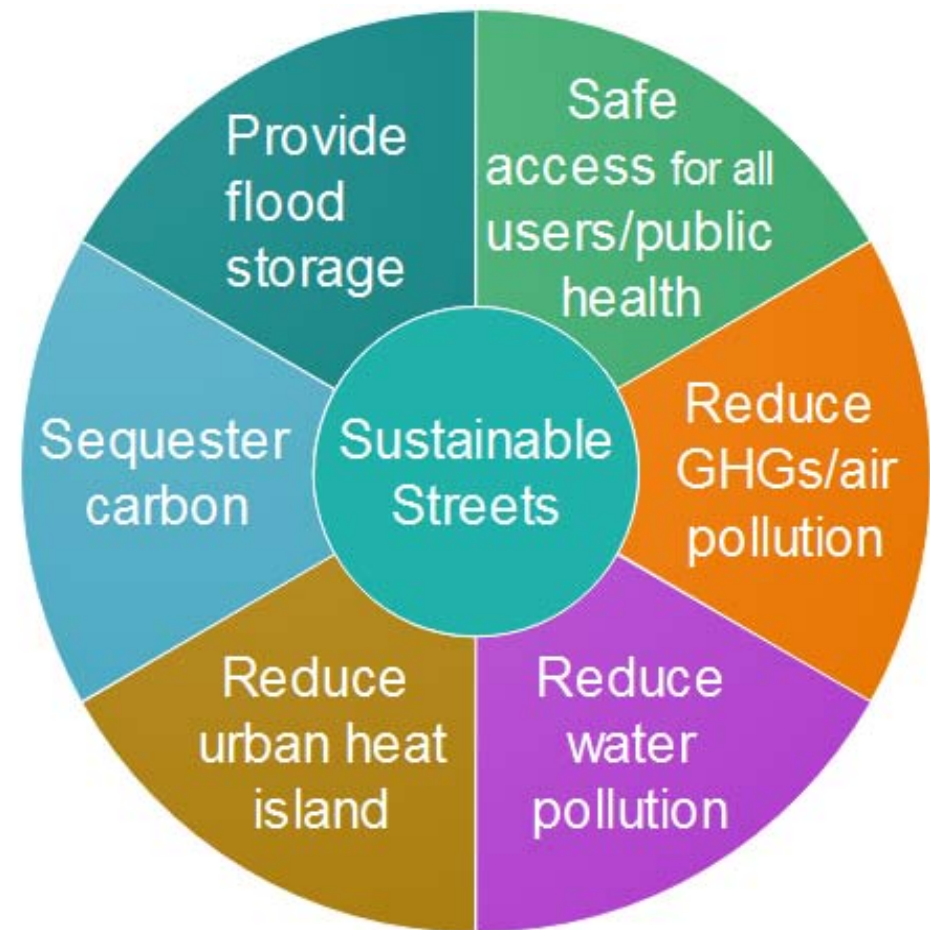 Safe
access for all
users/public
health
Reduce
GHGs/air
pollution
Reduce
water
pollution
Reduce
urban heat
island
Sequester
carbon
Provide
flood
storage
Sustainable
Streets